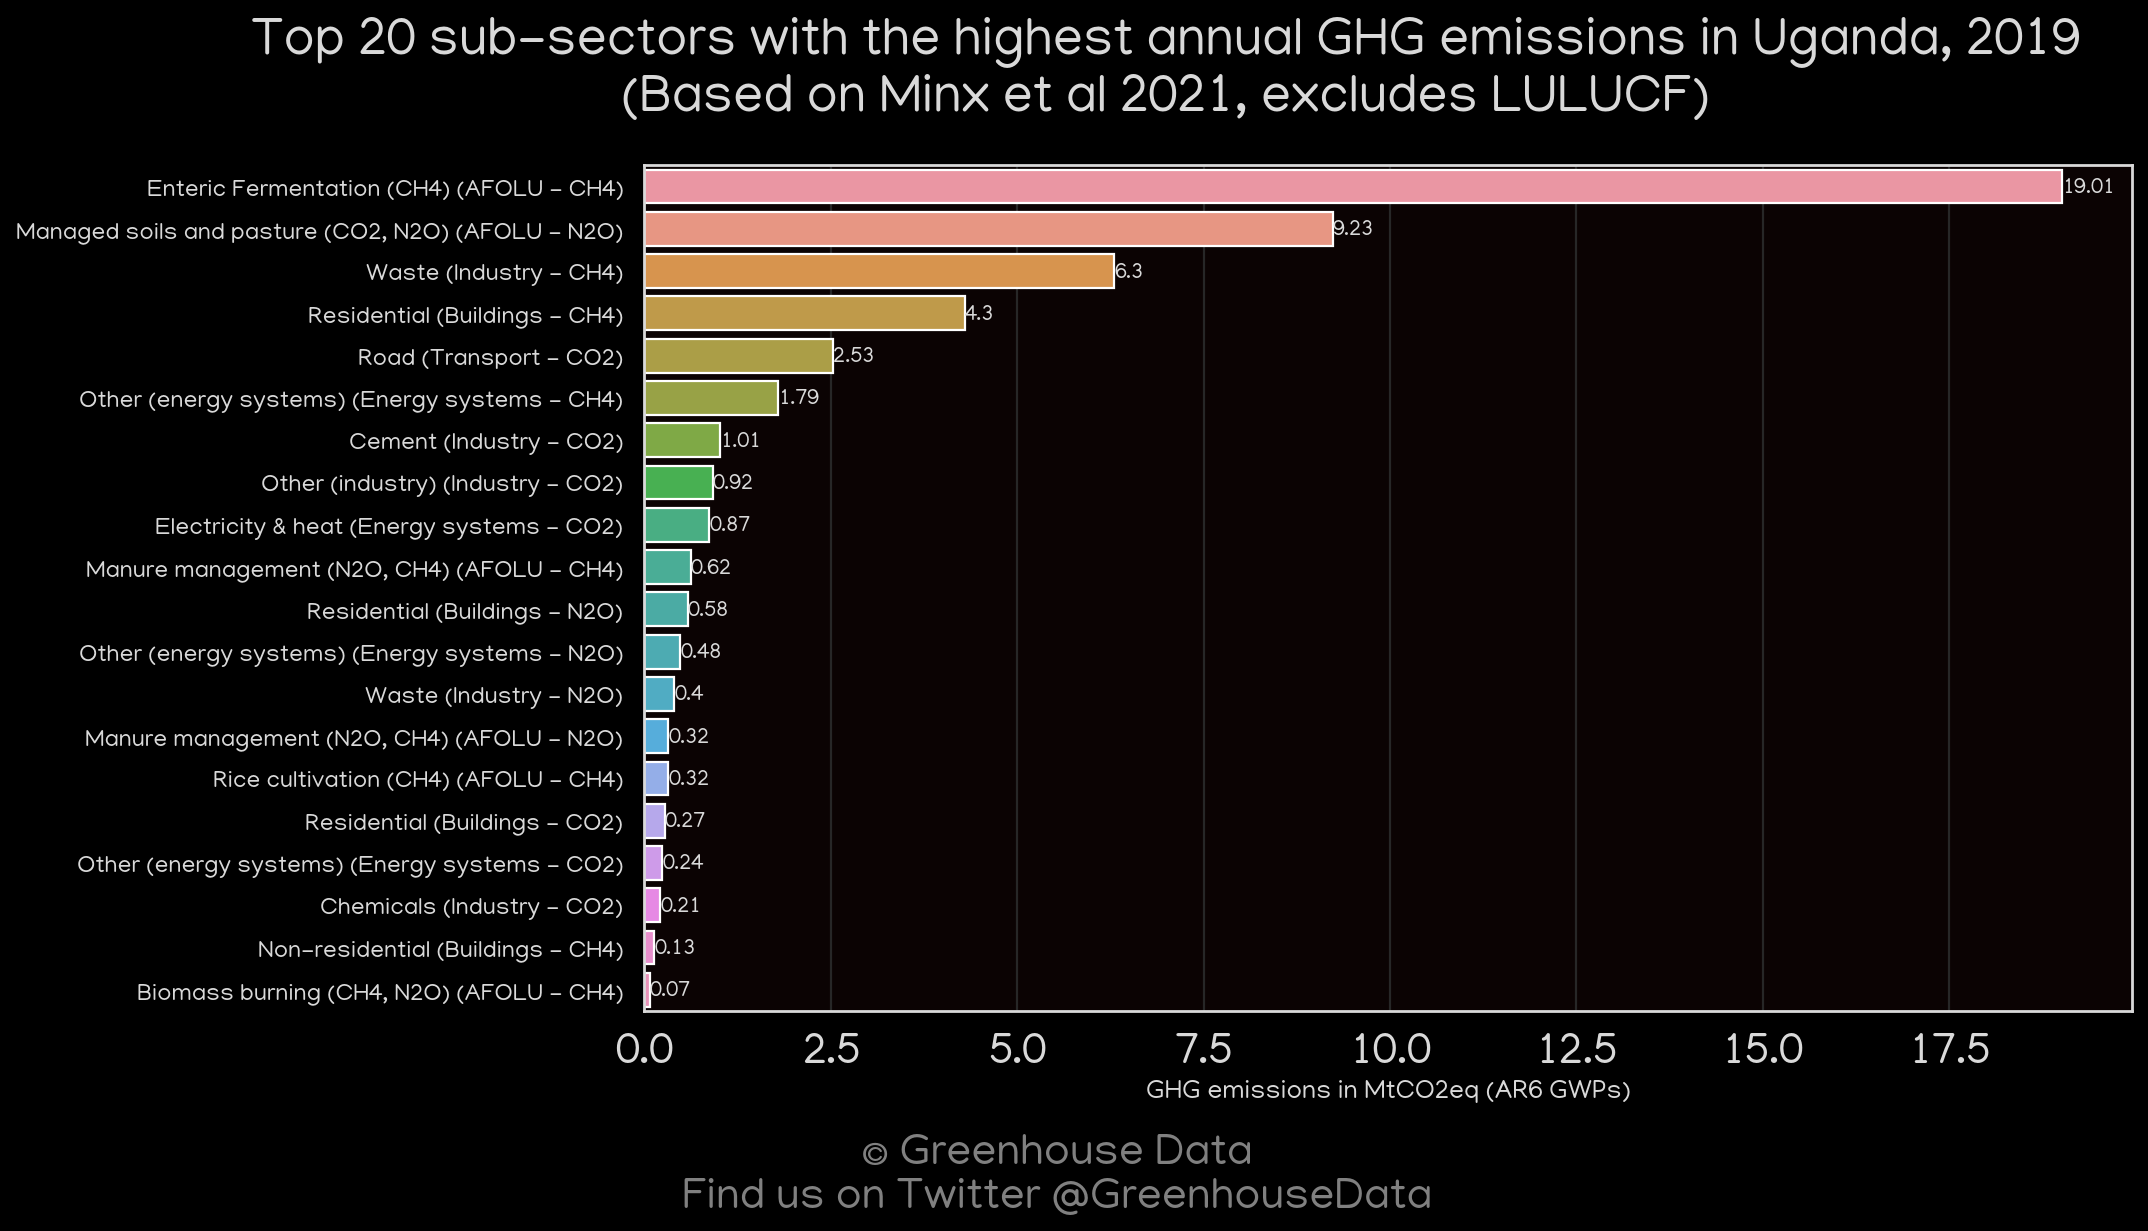 Top 20 sub-sectors with the highest annual GHG emissions in Uganda, 2019
(Based on Minx et al 2021, excludes LULUCF)
Enteric Fermentation (CH4) (AFOLU - CH4) 19.01
Managed soils and pasture (CO2, N2O) (AFOLU - N2O) 9.23
Waste (Industry - CH4) 6.3
Residential (Buildings - CH4) 4.3
Road (Transport - CO2) 2.53
Other (energy systems) (Energy systems - CH4) 1.79
Cement (Industry - CO2) 1.01
Other (industry) (Industry - CO2) 0.92
Electricity & heat (Energy systems - CO2) 0.87
Manure management (N2O, CH4) (AFOLU - CH4) 0.62
Residential (Buildings - N2O) 0.58
Other (energy systems) (Energy systems - N2O) 0.48
Waste (Industry - N2O) 0.4
Manure management (N2O, CH4) (AFOLU - N2O) 0.32
Rice cultivation (CH4) (AFOLU - CH4) 0.32
Residential (Buildings - CO2) 0.27
Other (energy systems) (Energy systems - CO2) 0.24
Chemicals (Industry - CO2) 0.21
Non-residential (Buildings - CH4) 0.13
Biomass burning (CH4, N2O) (AFOLU - CH4) 0.07
0.0 2.5 5.0 7.5 10.0 12.5 15.0 17.5
GHG emissions in MtCO2eq (AR6 GWPs)
© Greenhouse Data
Find us on Twitter @GreenhouseData